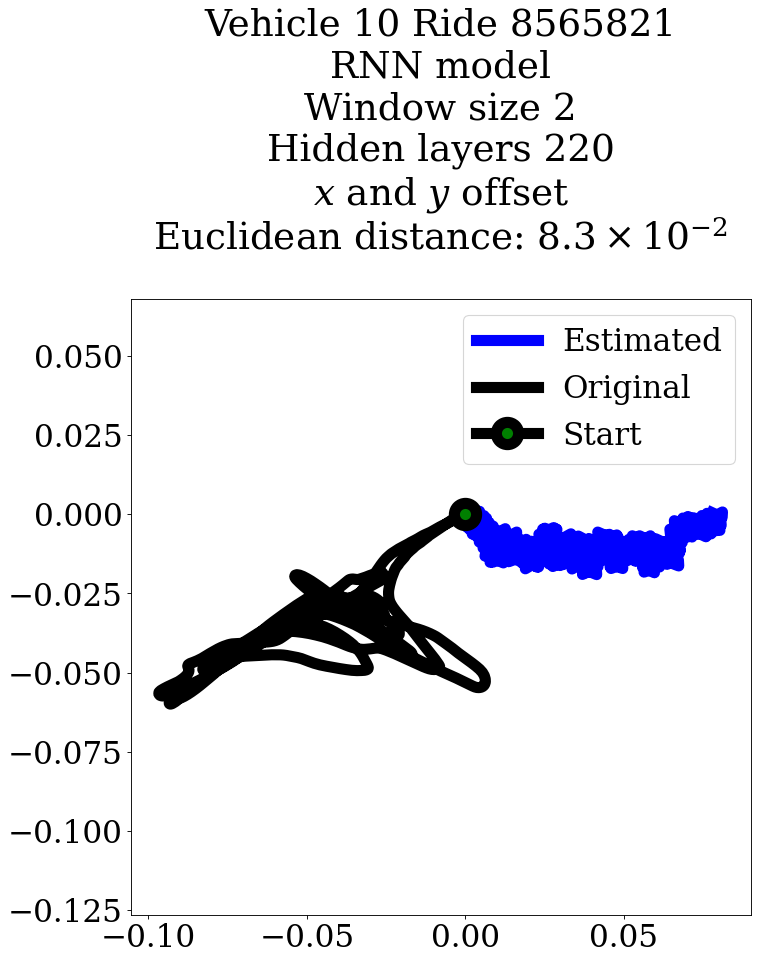 Vehicle 10 Ride 8565821
RNN model
Window size 2
Hidden layers 220
x and y offset
Euclidean distance: 8.3 × 10⁻²
Estimated
Original
Start
0.050
0.025
0.000
−0.025
−0.050
−0.075
−0.100
−0.125
−0.10
−0.05
0.00
0.05